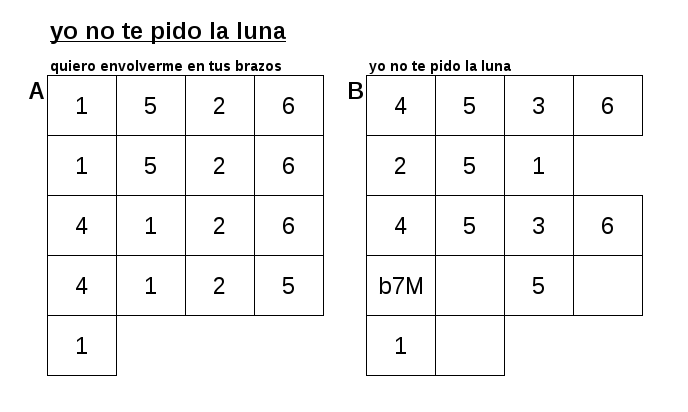 yo no te pido la luna
quiero envolverme en tus brazos
A
1 5 2 6
1 5 2 6
4 1 2 6
4 1 2 5
1
yo no te pido la luna
B
4 5 3 6
2 5 1
4 5 3 6
b7M 5
1